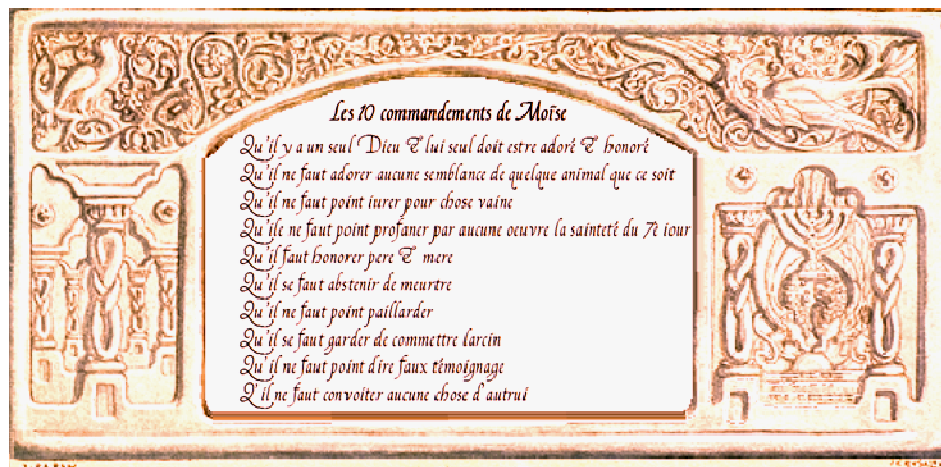 Les 10 commandements de Moïse
Qu'il y a un seul Dieu & lui seul doit estre adoré & honoré
Qu'il ne faut adorer aucune semblance de quelque animal que ce soit
Qu'il ne faut point iurer pour chose vaine
Qu'ile ne faut point profaner par aucune oeuvre la sainteté du 7è iour
Qu'il faut honorer pere & mere
Qu'il se faut abstenir de meurtre
Qu'il ne faut point paillarder
Qu'il se faut garder de commettre larcin
Qu'il ne faut point dire faux témoignage
Q'il ne faut convoiter aucune chose d'autrui